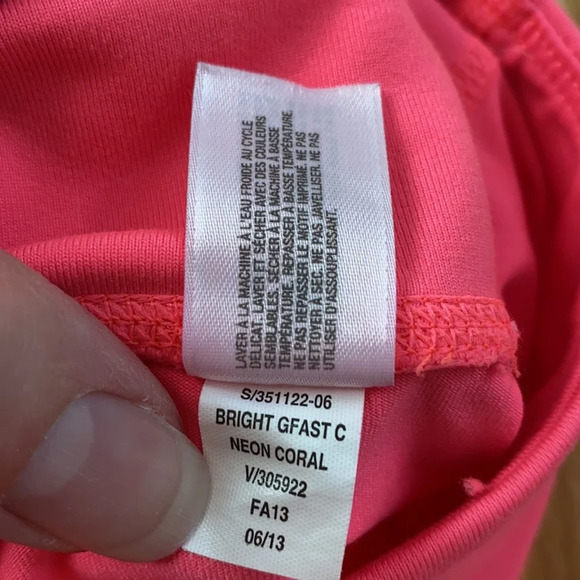 LAVER À LA MACHINE À L'EAU FROIDE AU CYCLE
DÉLICAT LAVER ET SÉCHER AVEC DES COULEURS
SEMBLABLES, SÉCHER À LA MACHINE À BASSE
TEMPÉRATURE. REPASSER À BASSE TEMPÉRATURE.
NE PAS REPASSER LE MOTIF IMPRIMÉ. NE PAS
NETTOYER À SEC. NE PAS JAVELLISER. NE PAS
UTILISER D'ASSOUPLISSANT.
S/351122-06
BRIGHT GFAST C
NEON CORAL
V/305922
FA13
06/13